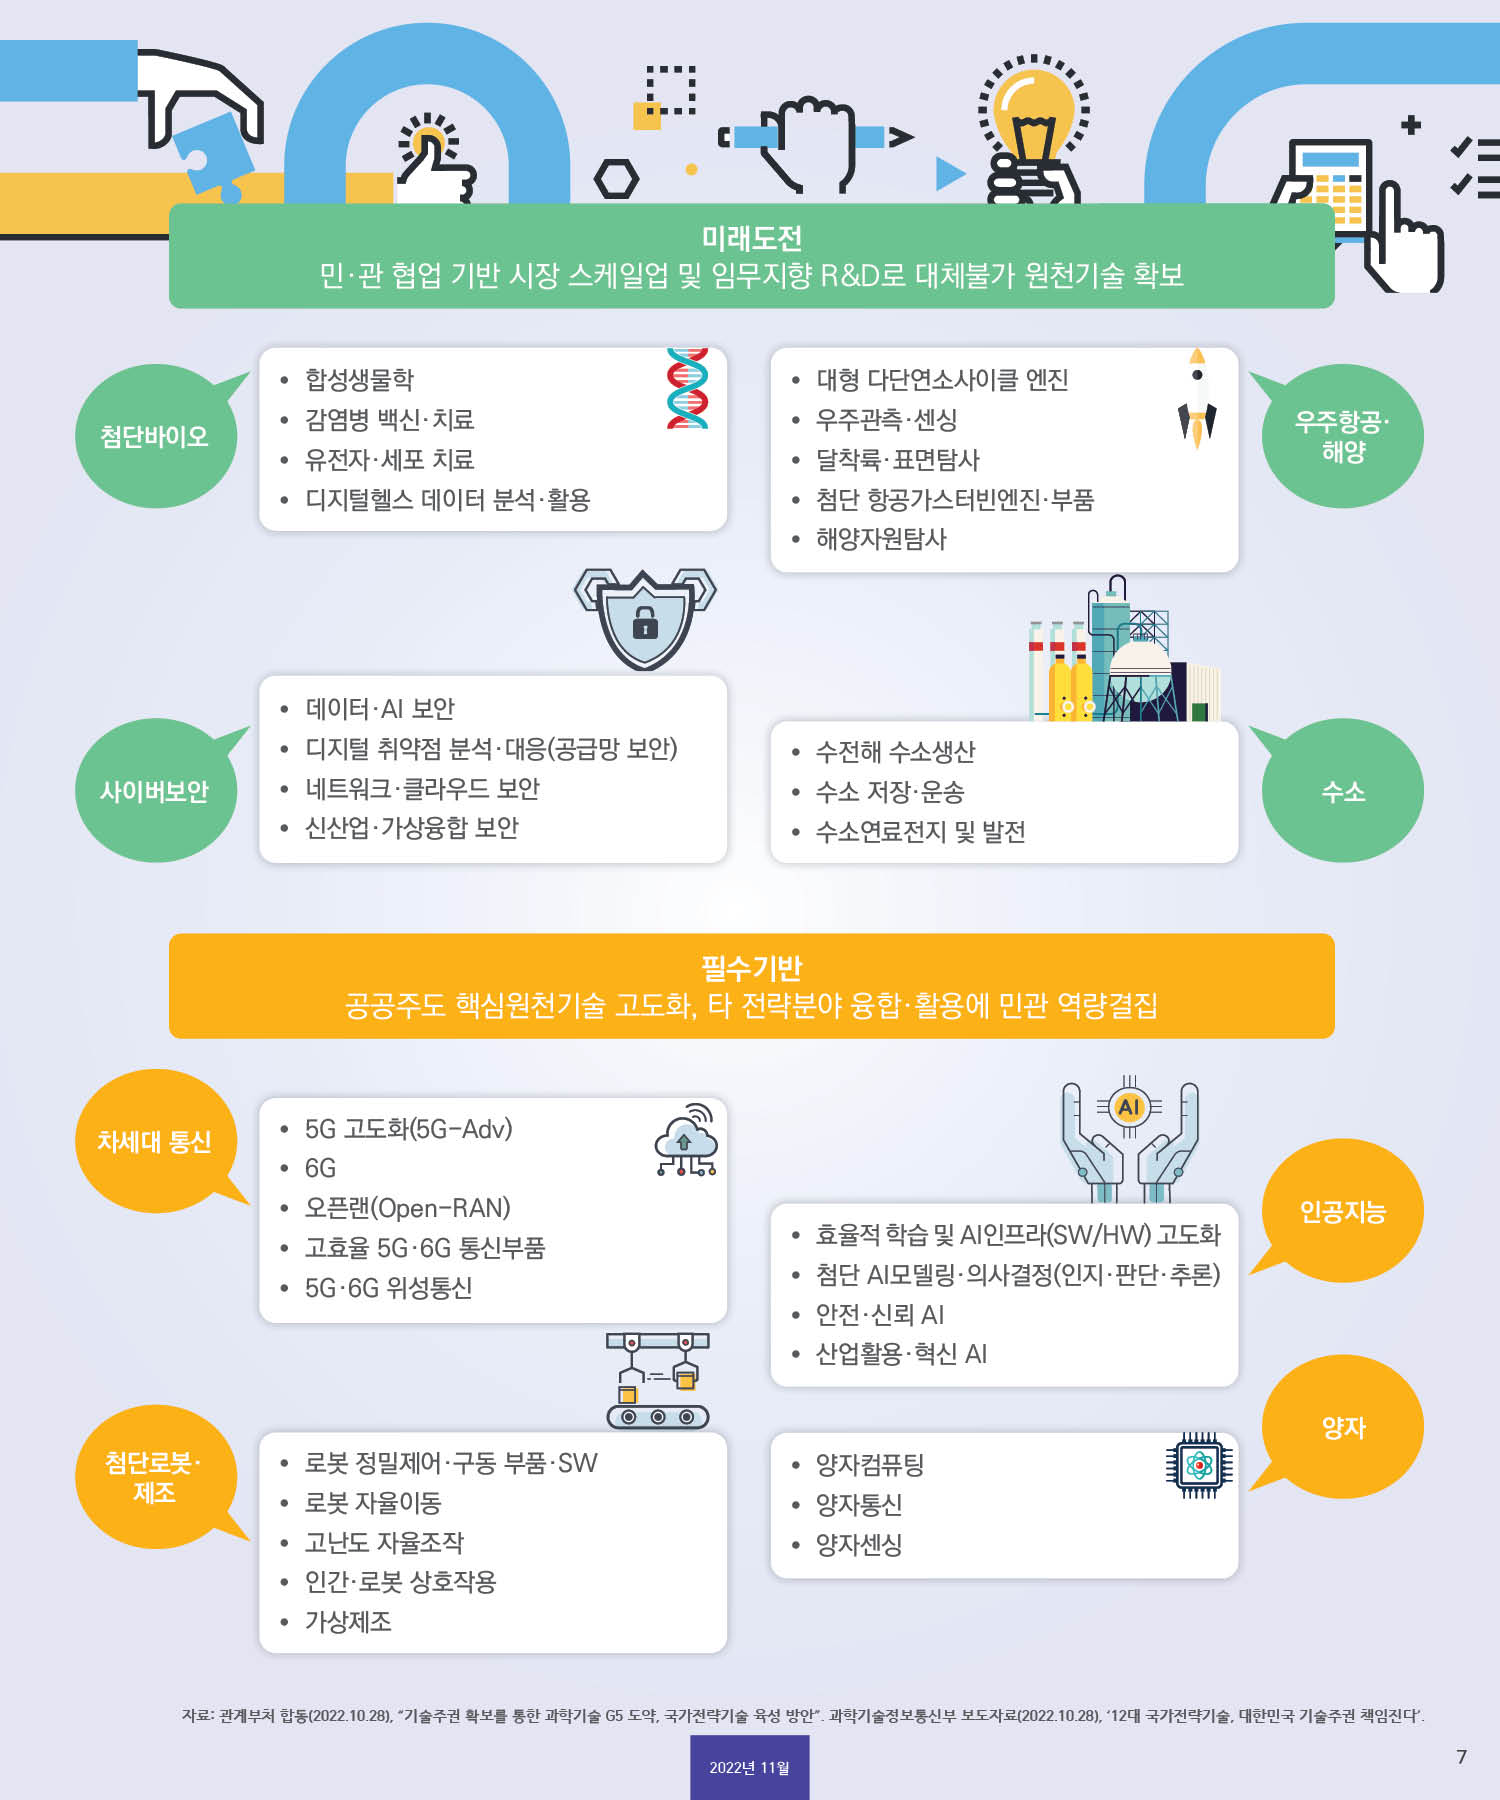 미래도전
민·관 협업 기반 시장 스케일업 및 임무지향 R&D로 대체불가 원천기술 확보
첨단바이오
• 합성생물학
• 감염병 백신·치료
• 유전자·세포 치료
• 디지털헬스 데이터 분석·활용
우주항공·
해양
• 대형 다단연소사이클 엔진
• 우주관측·센싱
• 달착륙·표면탐사
• 첨단 항공가스터빈엔진·부품
• 해양자원탐사
사이버보안
• 데이터·AI 보안
• 디지털 취약점 분석·대응(공급망 보안)
• 네트워크·클라우드 보안
• 신산업·가상융합 보안
수소
• 수전해 수소생산
• 수소 저장·운송
• 수소연료전지 및 발전
필수기반
공공주도 핵심원천기술 고도화, 타 전략분야 융합·활용에 민관 역량결집
차세대 통신
• 5G 고도화(5G-Adv)
• 6G
• 오픈랜(Open-RAN)
• 고효율 5G·6G 통신부품
• 5G·6G 위성통신
AI
인공지능
• 효율적 학습 및 AI인프라(SW/HW) 고도화
• 첨단 AI모델링·의사결정(인지·판단·추론)
• 안전·신뢰 AI
• 산업활용·혁신 AI
첨단로봇·
제조
• 로봇 정밀제어·구동 부품·SW
• 로봇 자율이동
• 고난도 자율조작
• 인간·로봇 상호작용
• 가상제조
양자
• 양자컴퓨팅
• 양자통신
• 양자센싱
자료: 관계부처 합동(2022.10.28), “기술주권 확보를 통한 과학기술 G5 도약, 국가전략기술 육성 방안”. 과학기술정보통신부 보도자료(2022.10.28), ‘12대 국가전략기술, 대한민국 기술주권 책임진다’.
2022년 11월
7